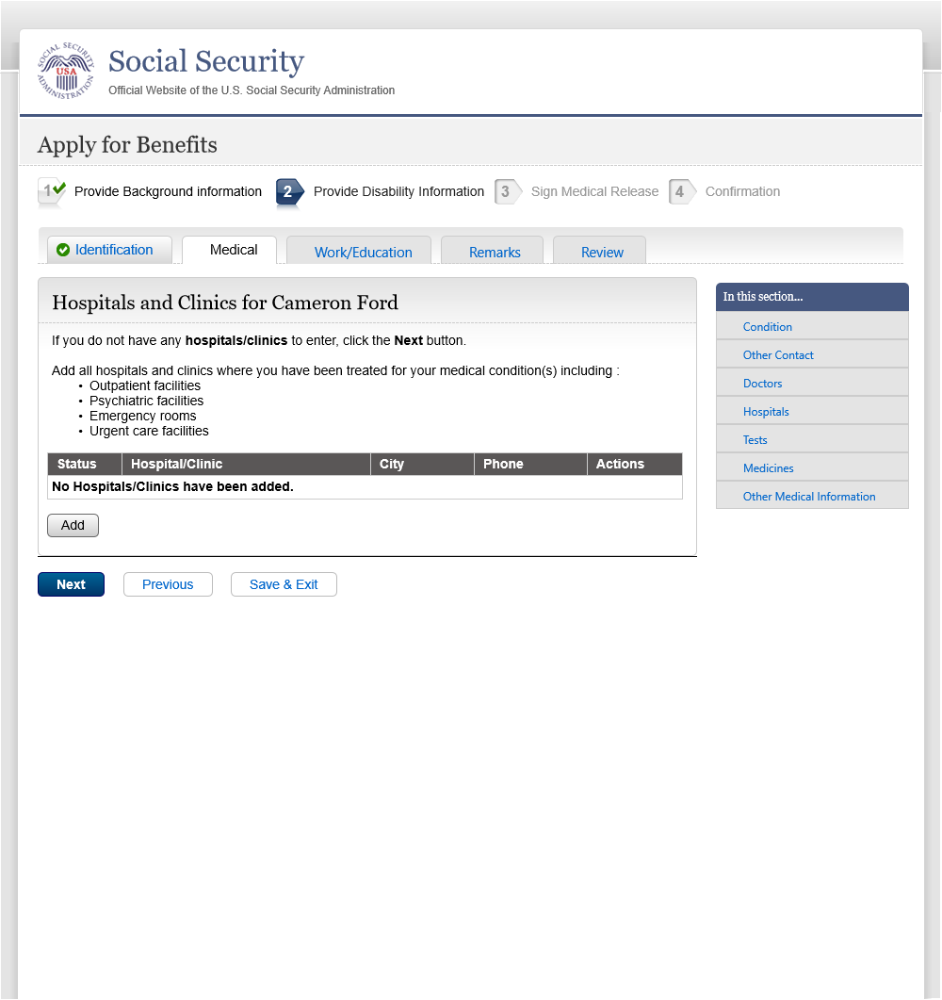 SOCIAL SECURITY ADMINISTRATION
USA
Social Security
Official Website of the U.S. Social Security Administration
Apply for Benefits
1 Provide Background information 2 Provide Disability Information 3 Sign Medical Release 4 Confirmation
Identification Medical Work/Education Remarks Review
Hospitals and Clinics for Cameron Ford
If you do not have any hospitals/clinics to enter, click the Next button.
Add all hospitals and clinics where you have been treated for your medical condition(s) including :
• Outpatient facilities
• Psychiatric facilities
• Emergency rooms
• Urgent care facilities
Status Hospital/Clinic City Phone Actions
No Hospitals/Clinics have been added.
Add
Next Previous Save & Exit
In this section...
Condition
Other Contact
Doctors
Hospitals
Tests
Medicines
Other Medical Information